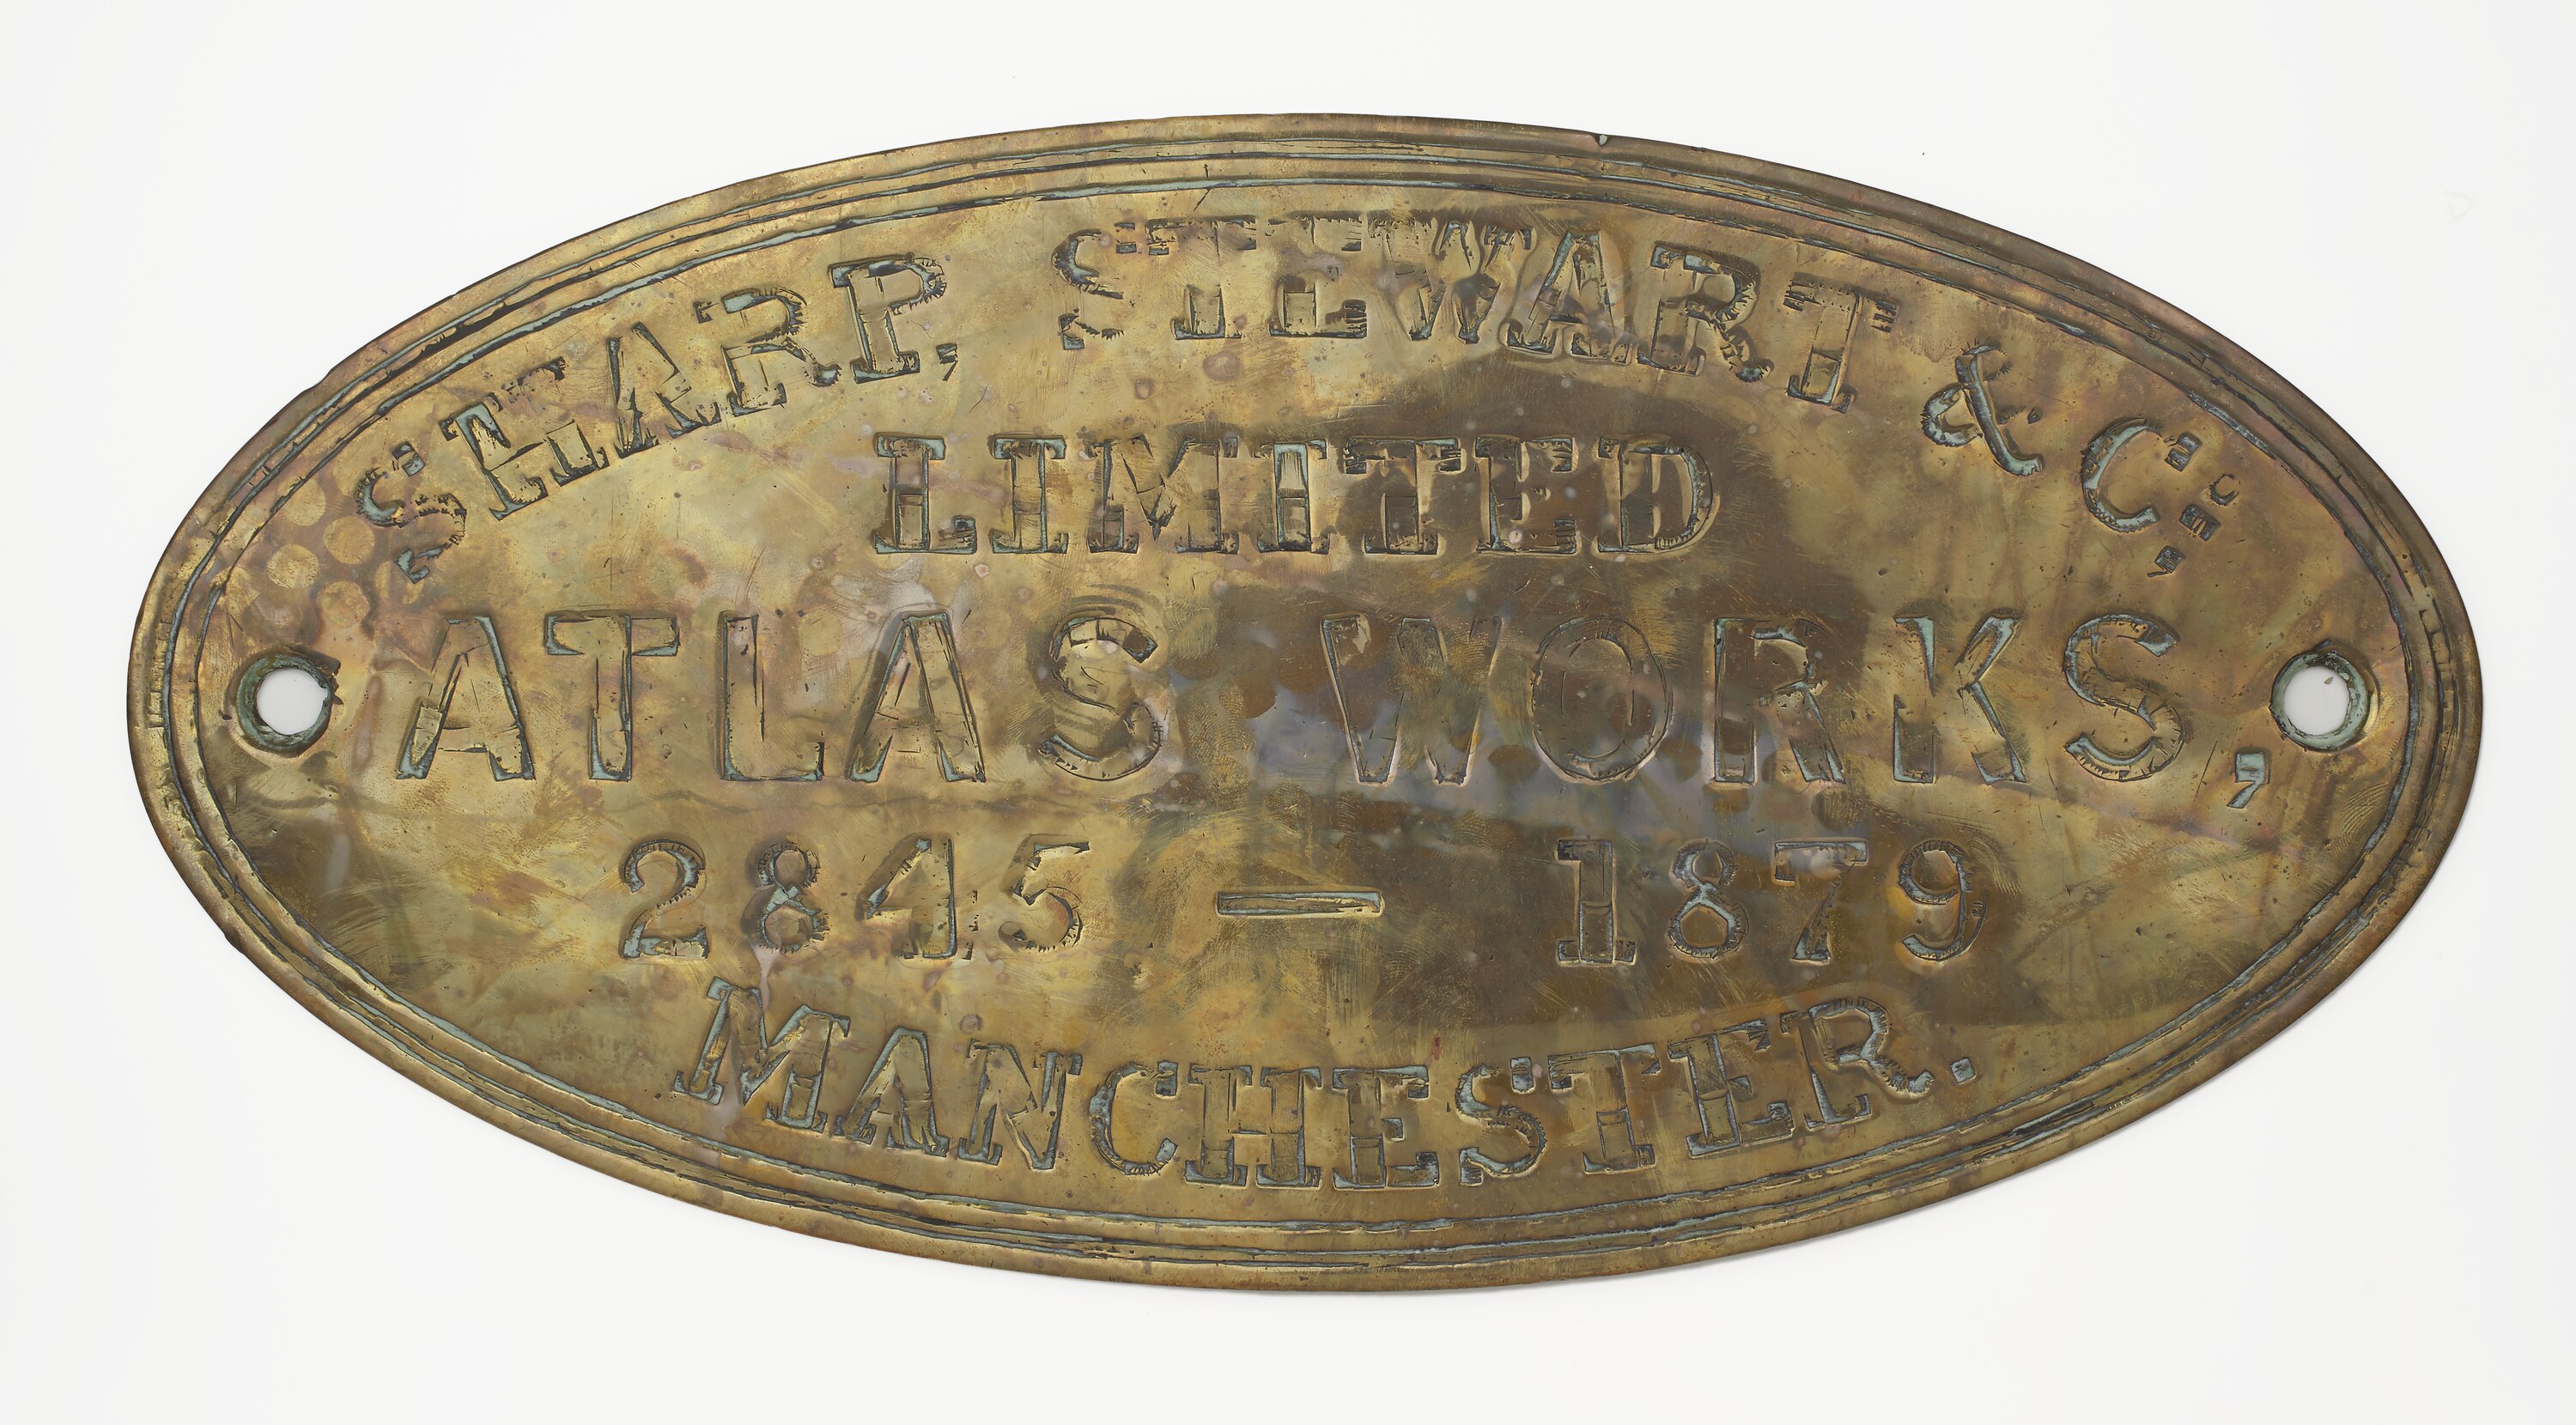 SHARP, STEWART & Co.,
LIMITED
ATLAS WORKS,
2845 — 1879
MANCHESTER.